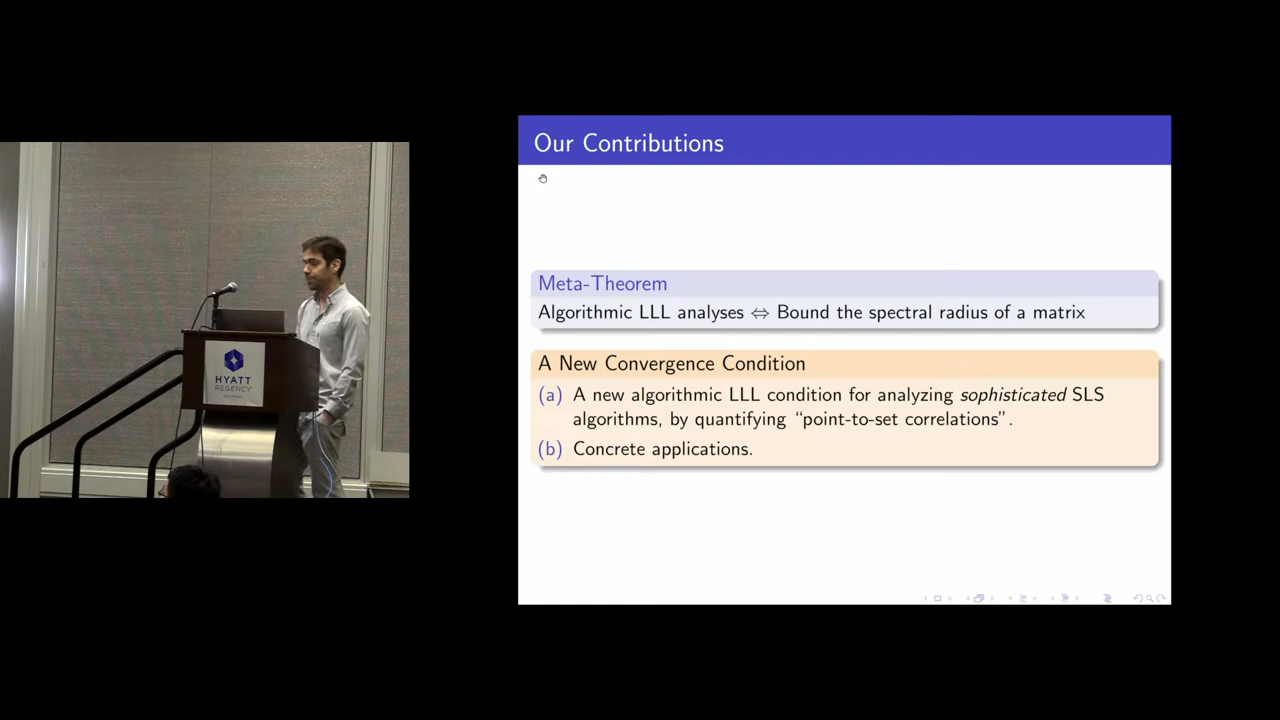 Our Contributions
Meta-Theorem
Algorithmic LLL analyses ⇔ Bound the spectral radius of a matrix
A New Convergence Condition
(a) A new algorithmic LLL condition for analyzing sophisticated SLS
algorithms, by quantifying “point-to-set correlations”.
(b) Concrete applications.
HYATT
REGENCY